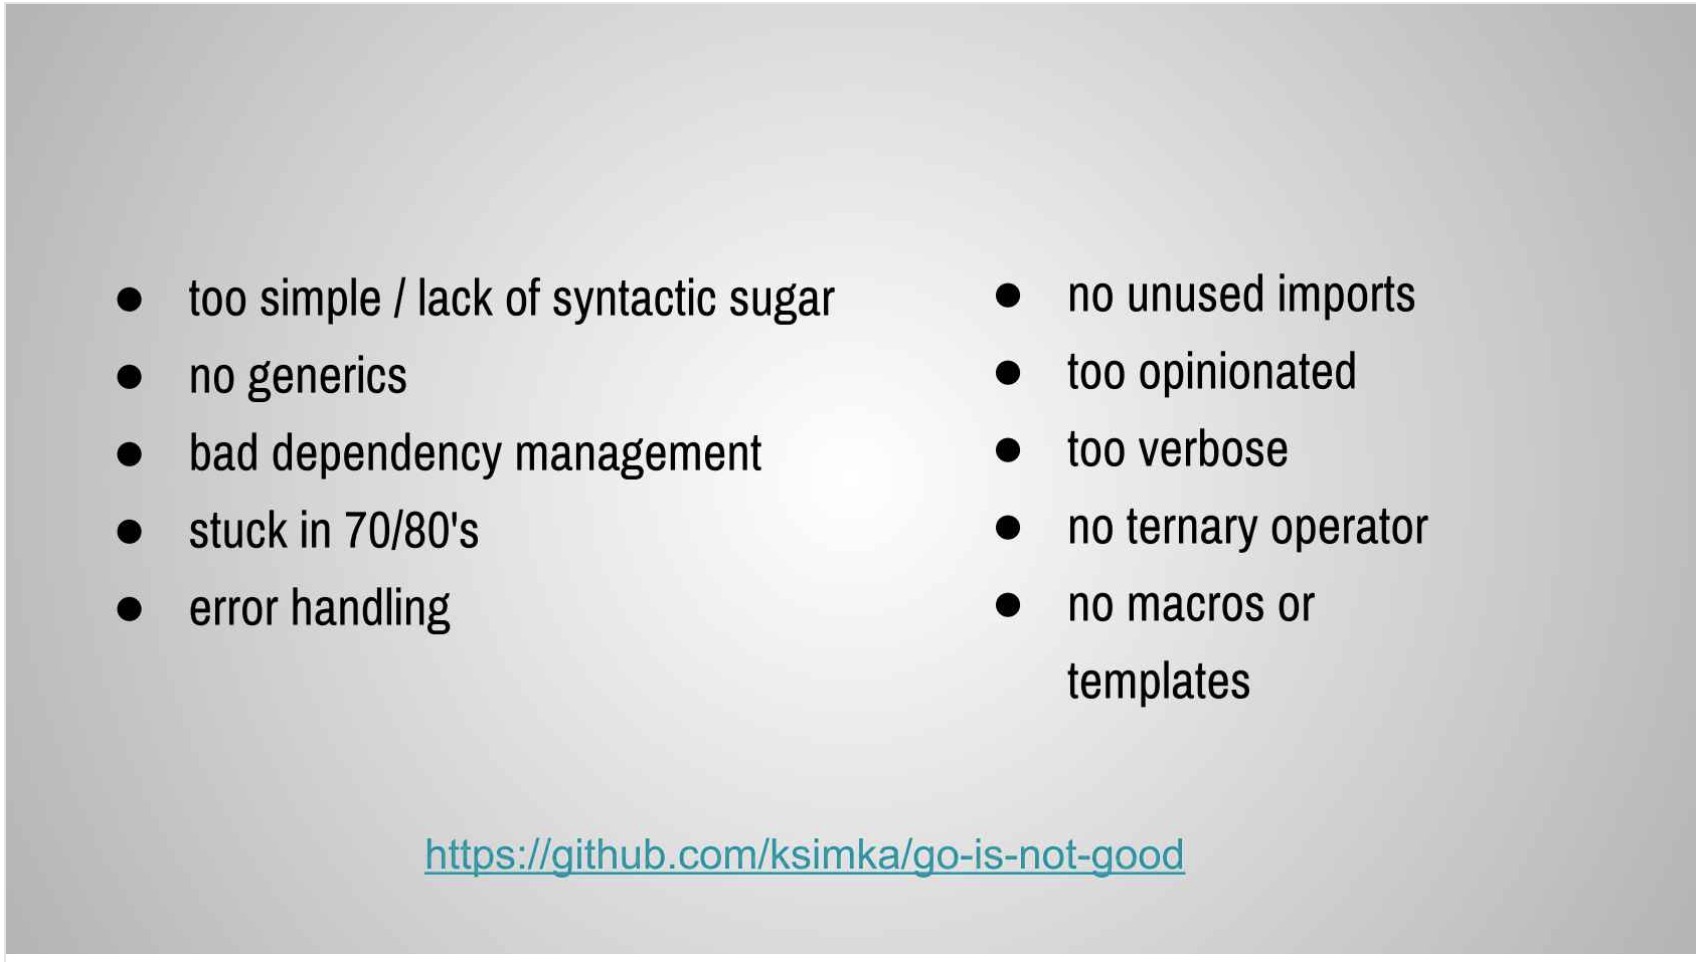 ● too simple / lack of syntactic sugar
● no generics
● bad dependency management
● stuck in 70/80's
● error handling
● no unused imports
● too opinionated
● too verbose
● no ternary operator
● no macros or
templates
https://github.com/ksimka/go-is-not-good